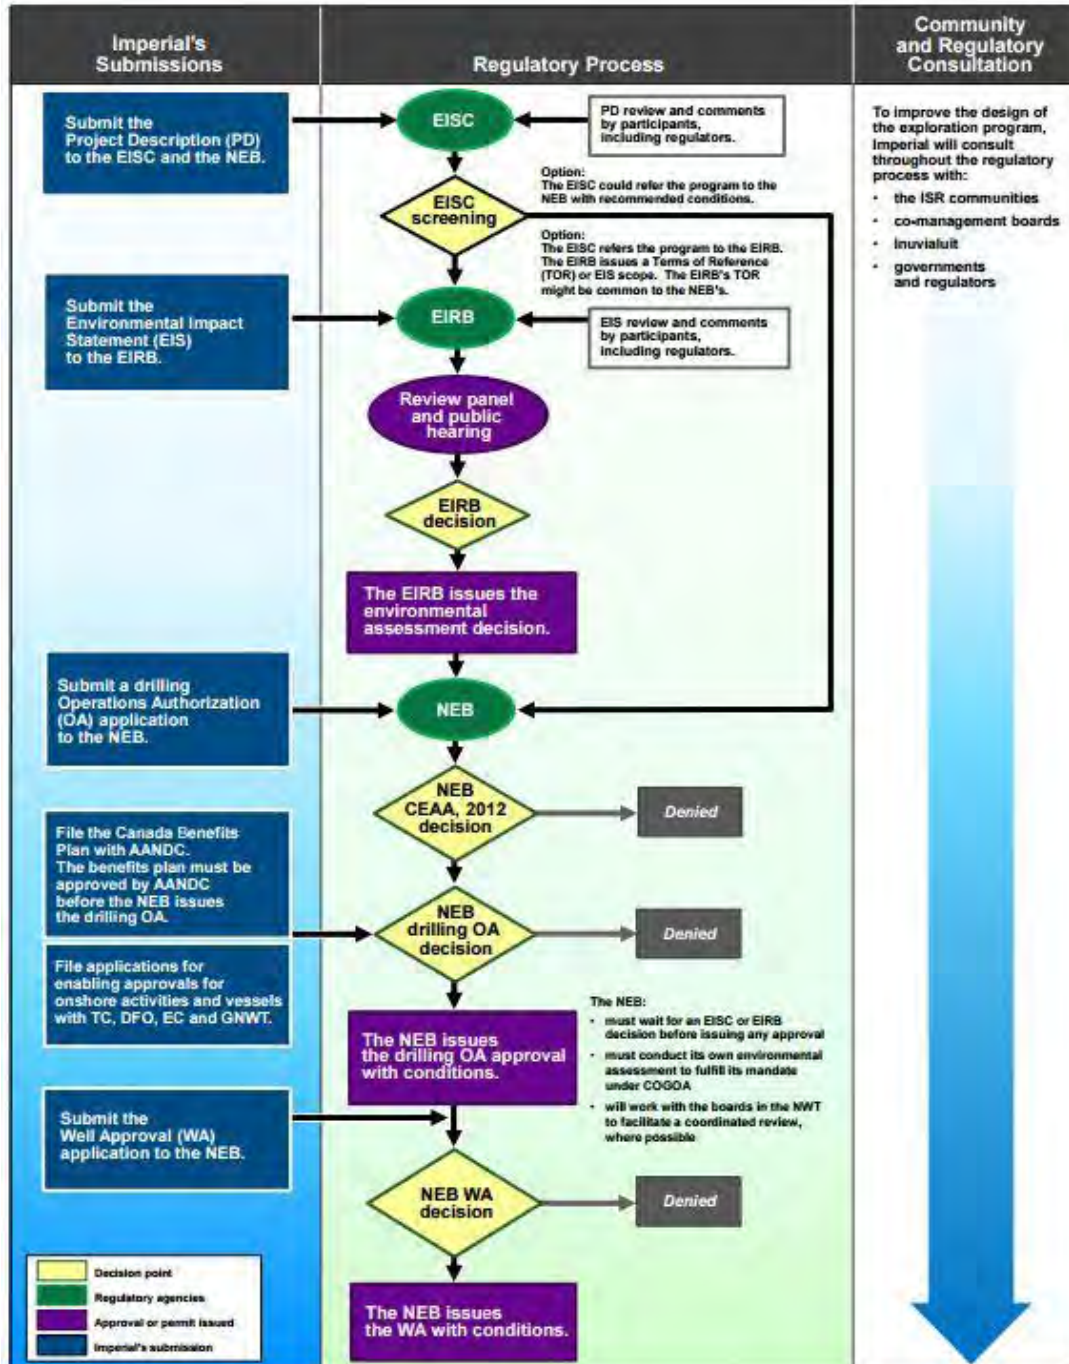 Imperial's
Submissions
Regulatory Process
Community
and Regulatory
Consultation
Submit the
Project Description (PD)
to the EISC and the NEB.
EISC
PD review and comments
by participants,
including regulators.
To improve the design of
the exploration program,
Imperial will consult
throughout the regulatory
process with:
• the ISR communities
• co-management boards
• Inuvialuit
• governments
and regulators
Option:
The EISC could refer the program to the
NEB with recommended conditions.
EISC
screening
Option:
The EISC refers the program to the EIRB.
The EIRB issues a Terms of Reference
(TOR) or EIS scope. The EIRB's TOR
might be common to the NEB's.
Submit the
Environmental Impact
Statement (EIS)
to the EIRB.
EIRB
EIS review and comments
by participants,
including regulators.
Review panel
and public
hearing
EIRB
decision
The EIRB issues the
environmental
assessment decision.
Submit a drilling
Operations Authorization
(OA) application
to the NEB.
NEB
NEB
CEAA, 2012
decision
Denied
File the Canada Benefits
Plan with AANDC.
The benefits plan must be
approved by AANDC
before the NEB issues
the drilling OA.
NEB
drilling OA
decision
Denied
File applications for
enabling approvals for
onshore activities and vessels
with TC, DFO, EC and GNWT.
The NEB issues
the drilling OA approval
with conditions.
The NEB:
• must wait for an EISC or EIRB
decision before issuing any approval
• must conduct its own environmental
assessment to fulfill its mandate
under COGOA
• will work with the boards in the NWT
to facilitate a coordinated review,
where possible
Submit the
Well Approval (WA)
application to the NEB.
NEB WA
decision
Denied
The NEB issues
the WA with conditions.
Decision point
Regulatory agencies
Approval or permit issued
Imperial's submission